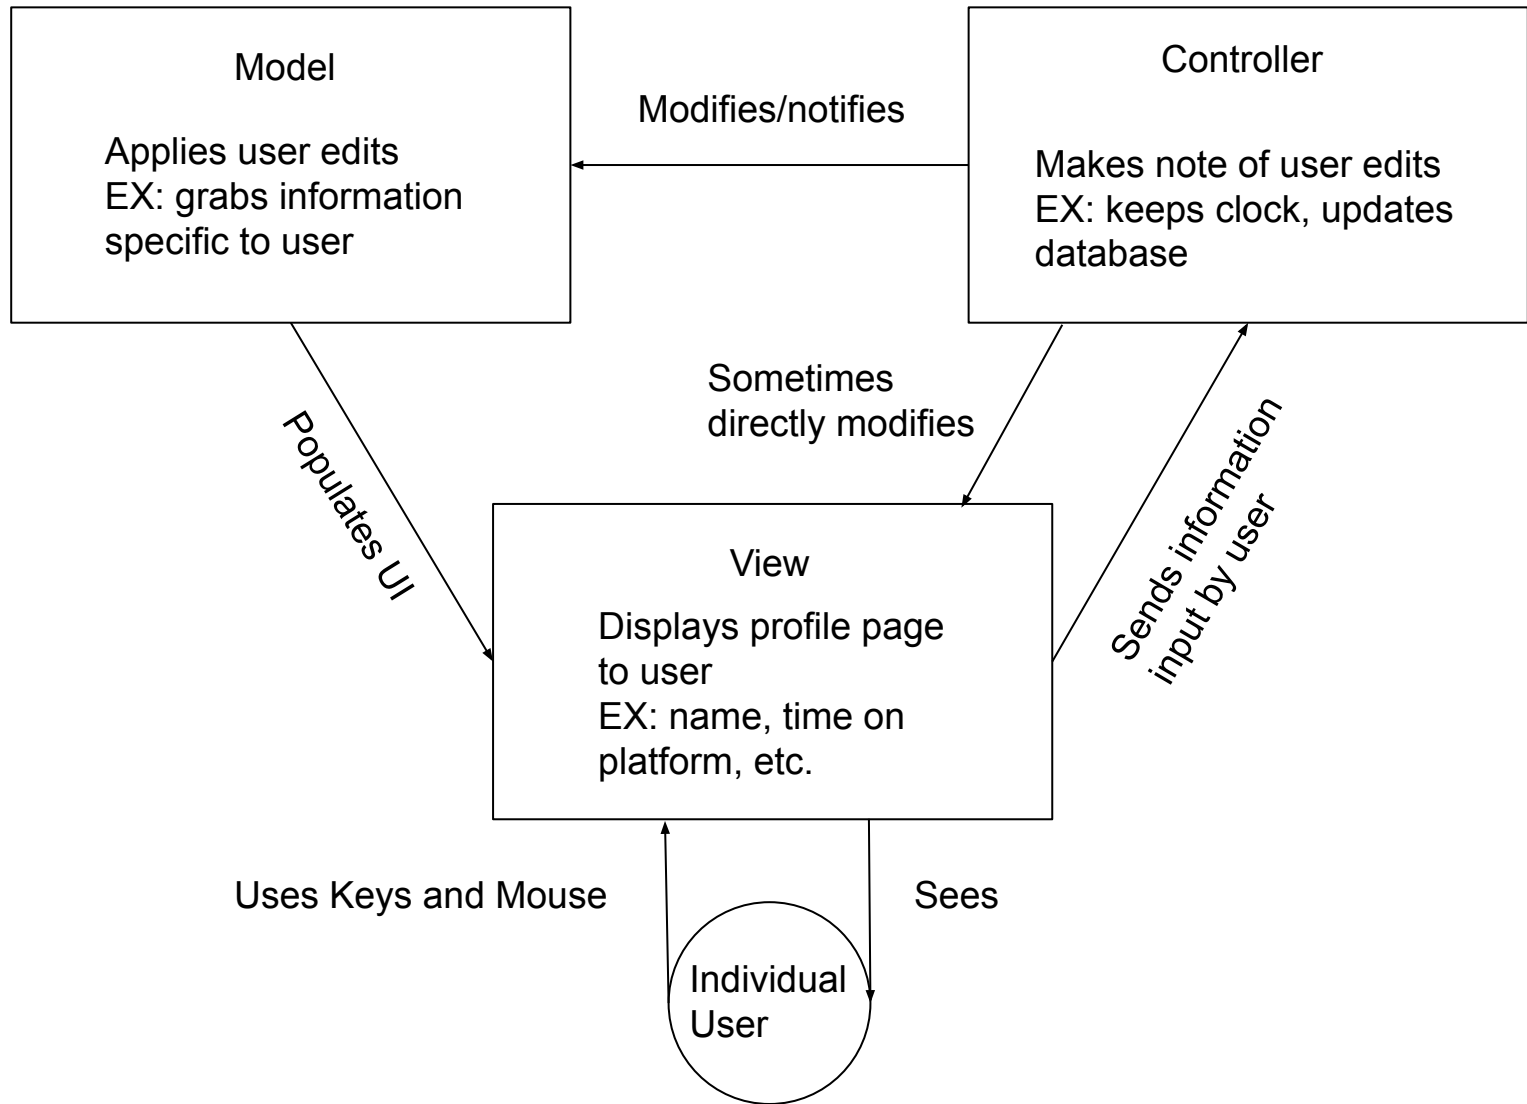 Model
Applies user edits
EX: grabs information
specific to user
Modifies/notifies
Controller
Makes note of user edits
EX: keeps clock, updates
database
Populates UI
Sometimes
directly modifies
Sends information
input by user
View
Displays profile page
to user
EX: name, time on
platform, etc.
Uses Keys and Mouse
Sees
Individual
User